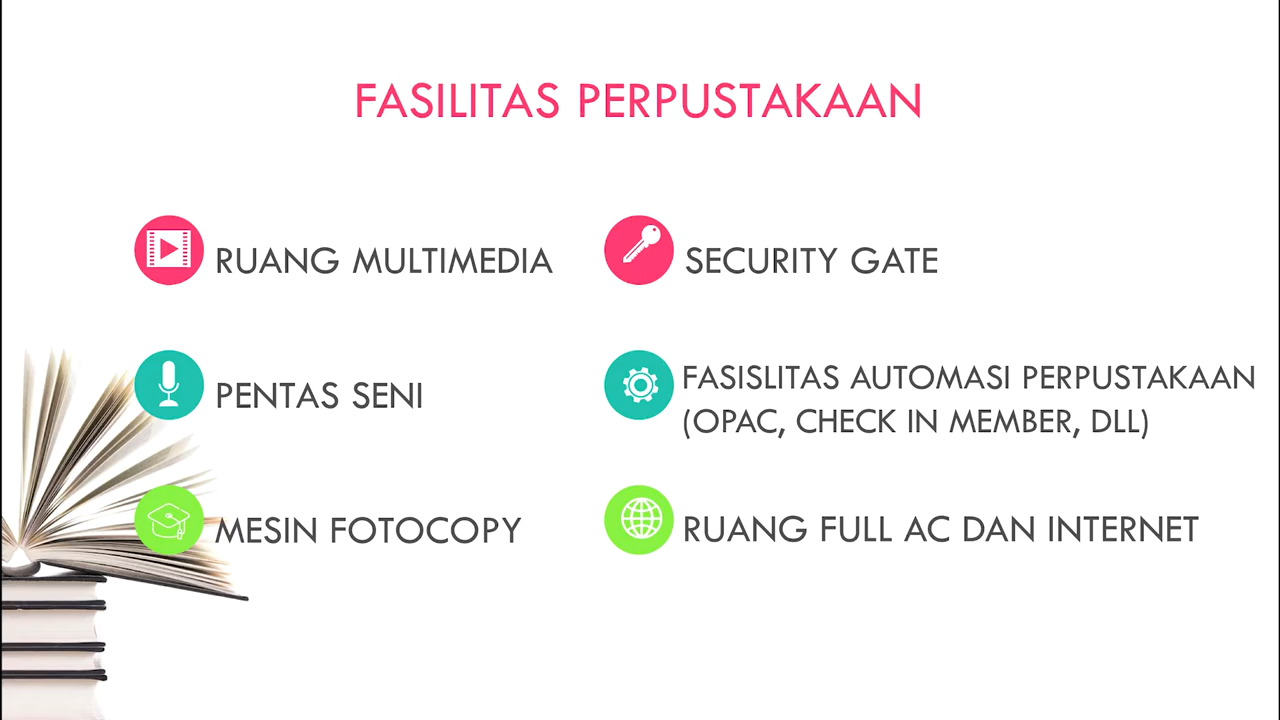 FASILITAS PERPUSTAKAAN
RUANG MULTIMEDIA
SECURITY GATE
PENTAS SENI
FASISLITAS AUTOMASI PERPUSTAKAAN
(OPAC, CHECK IN MEMBER, DLL)
MESIN FOTOCOPY
RUANG FULL AC DAN INTERNET